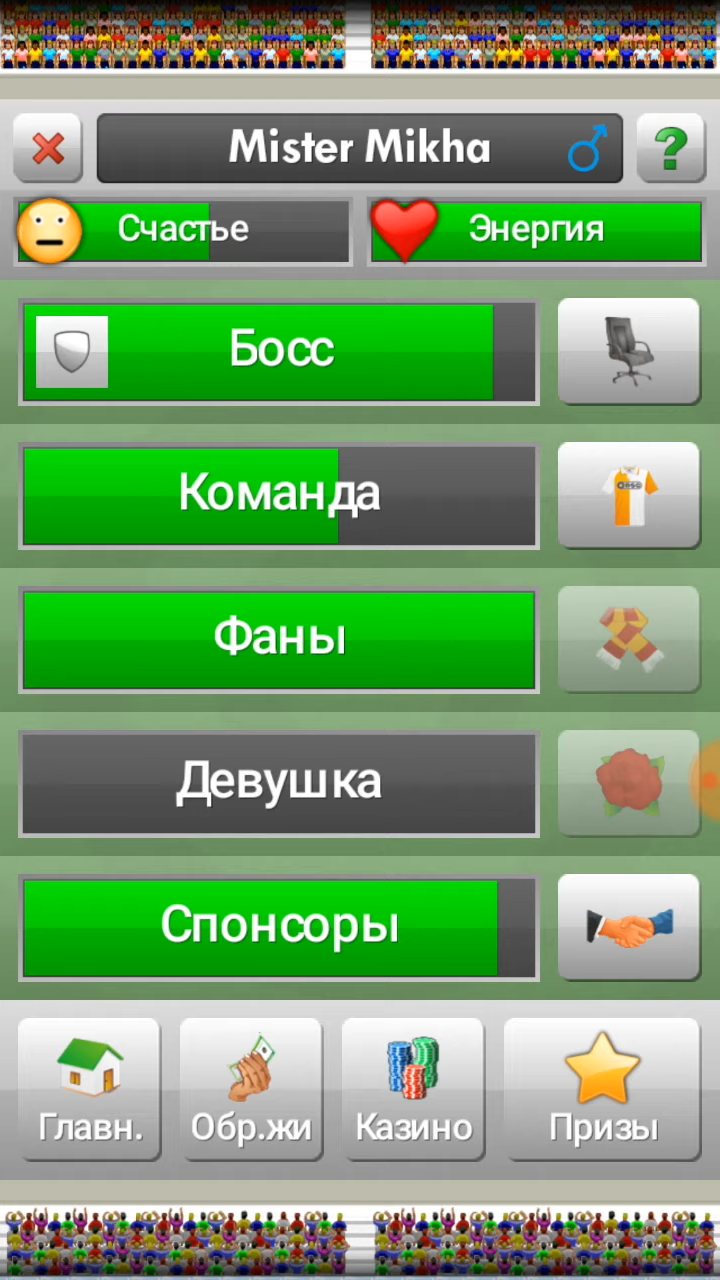 Mister Mikha
Счастье
Энергия
Босс
Команда
Фаны
Девушка
Спонсоры
Главн.
Обр.жи
Казино
Призы